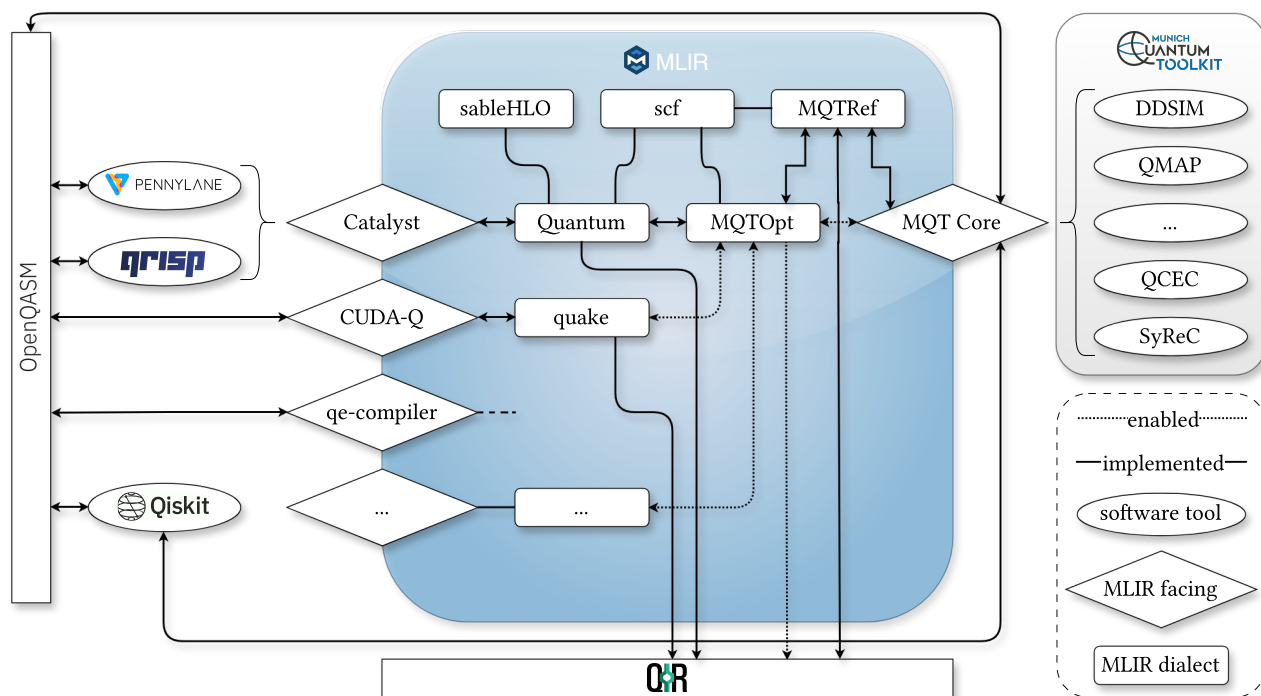 OpenQASM
MLIR
sableHLO
scf
MQTRef
PENNYLANE
qrisp
Catalyst
Quantum
MQTOpt
MQT Core
CUDA-Q
quake
qe-compiler
Qiskit
...
...
QIR
MUNICH
QUANTUM
TOOLKIT
DDSIM
QMAP
...
QCEC
SyReC
enabled
implemented
software tool
MLIR facing
MLIR dialect